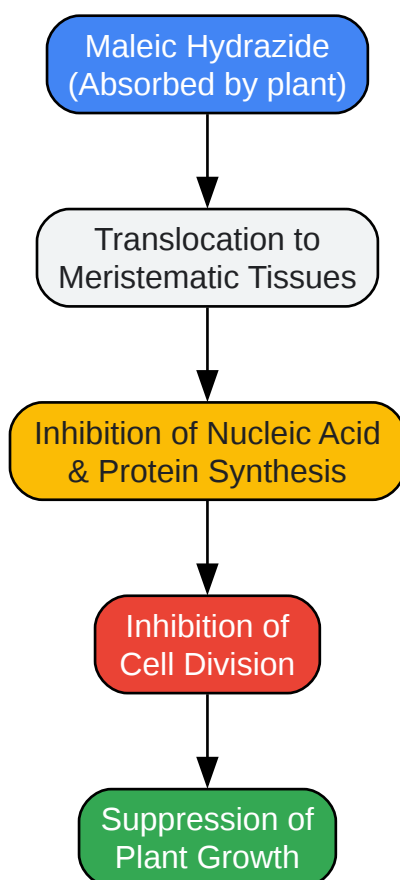 Maleic Hydrazide
(Absorbed by plant)
Translocation to
Meristematic Tissues
Inhibition of Nucleic Acid
& Protein Synthesis
Inhibition of
Cell Division
Suppression of
Plant Growth